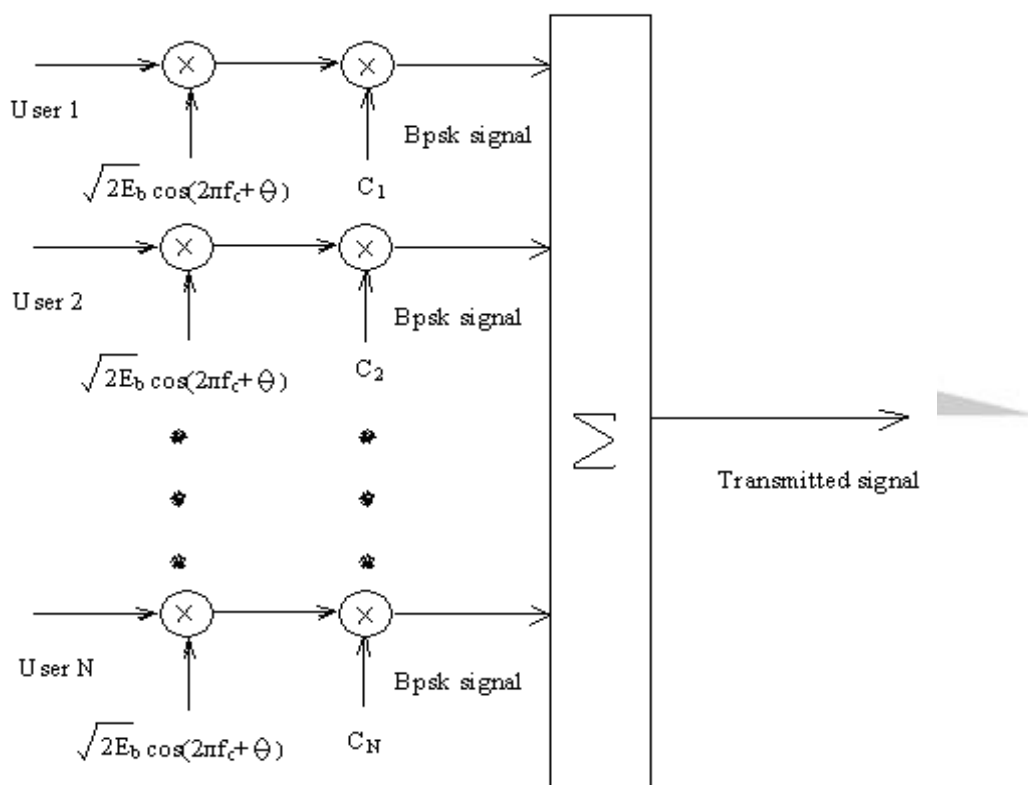 User 1
Bpsk signal
√2E_b cos(2πf_c+θ)
C_1
User 2
Bpsk signal
√2E_b cos(2πf_c+θ)
C_2
Σ
Transmitted signal
User N
Bpsk signal
√2E_b cos(2πf_c+θ)
C_N